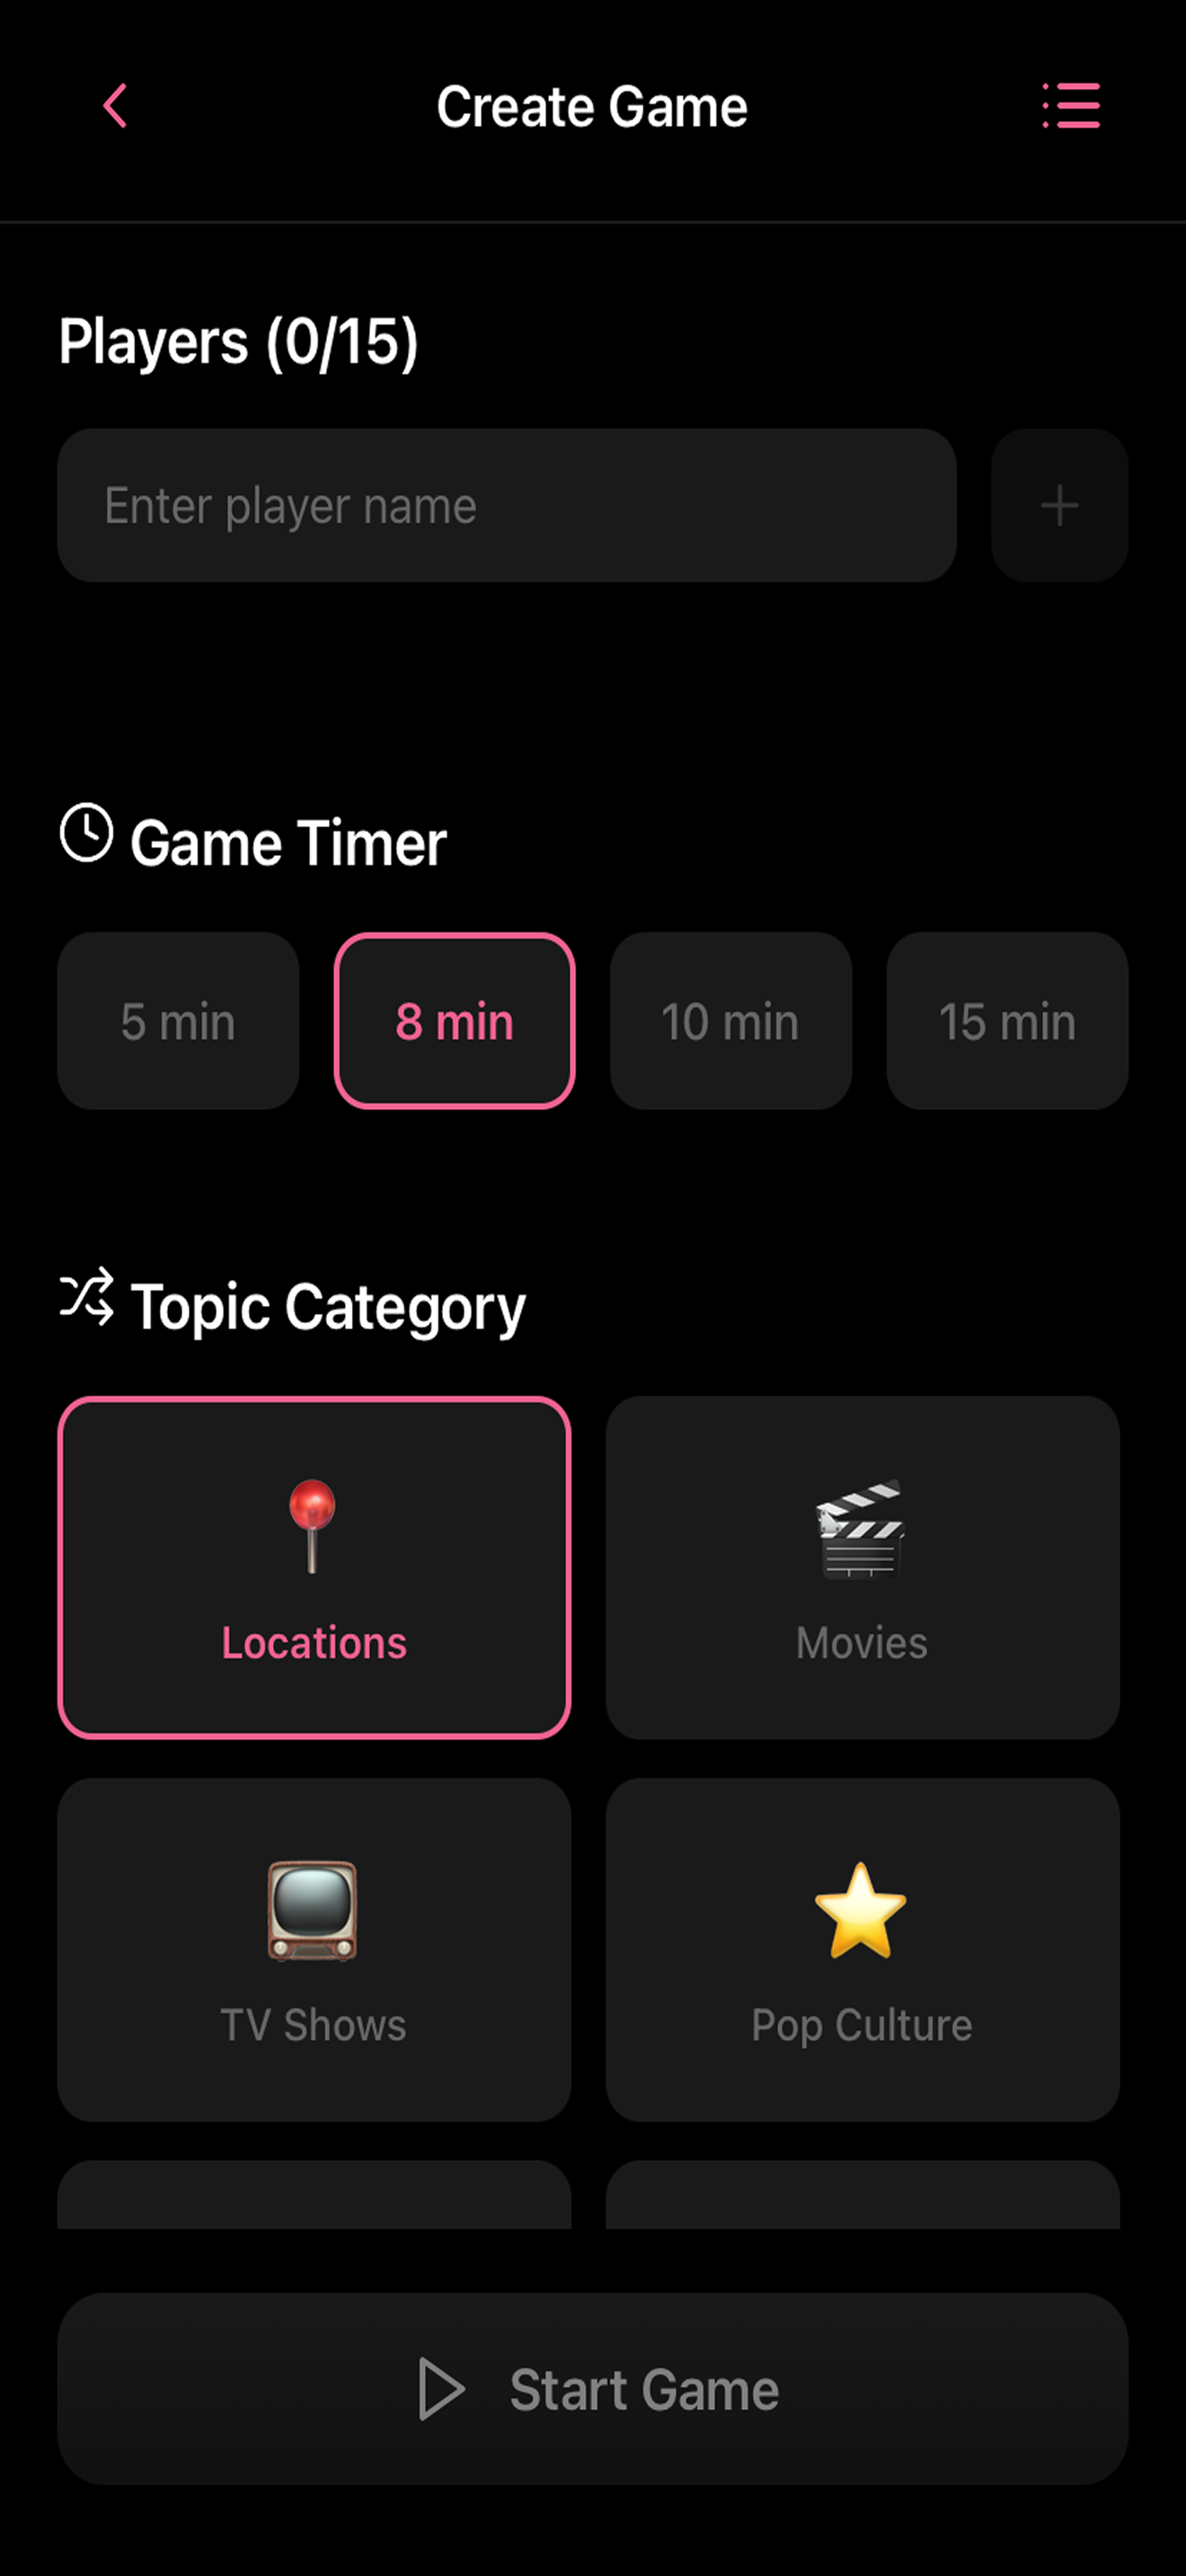 Create Game
Players (0/15)
Enter player name
Game Timer
5 min
8 min
10 min
15 min
Topic Category
Locations
Movies
TV Shows
Pop Culture
Start Game